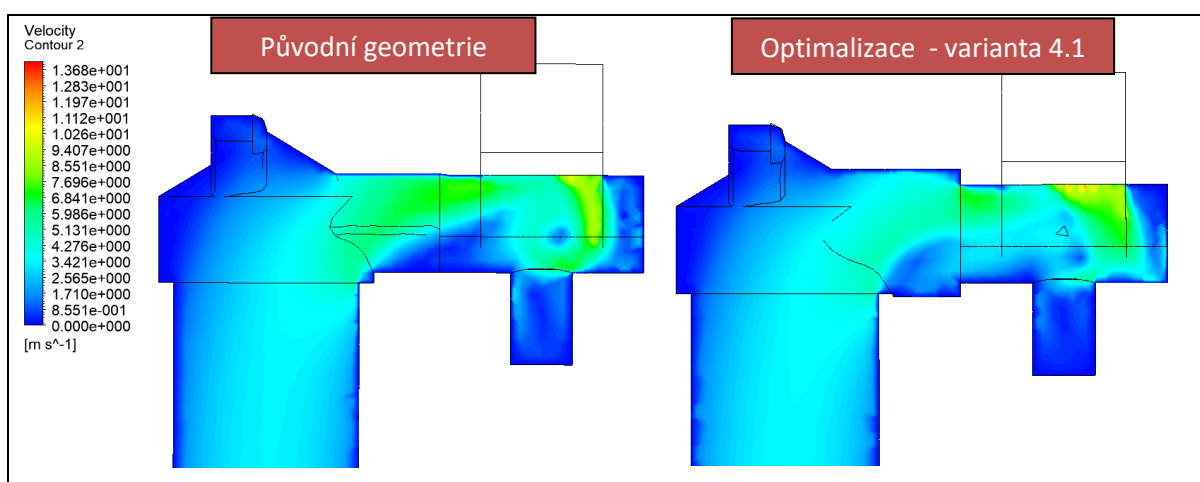 Velocity
Contour 2
Původní geometrie
Optimalizace - varianta 4.1
1.368e+001
1.283e+001
1.197e+001
1.112e+001
1.026e+001
9.407e+000
8.551e+000
7.696e+000
6.841e+000
5.986e+000
5.131e+000
4.276e+000
3.421e+000
2.565e+000
1.710e+000
8.551e-001
0.000e+000
[m s^-1]